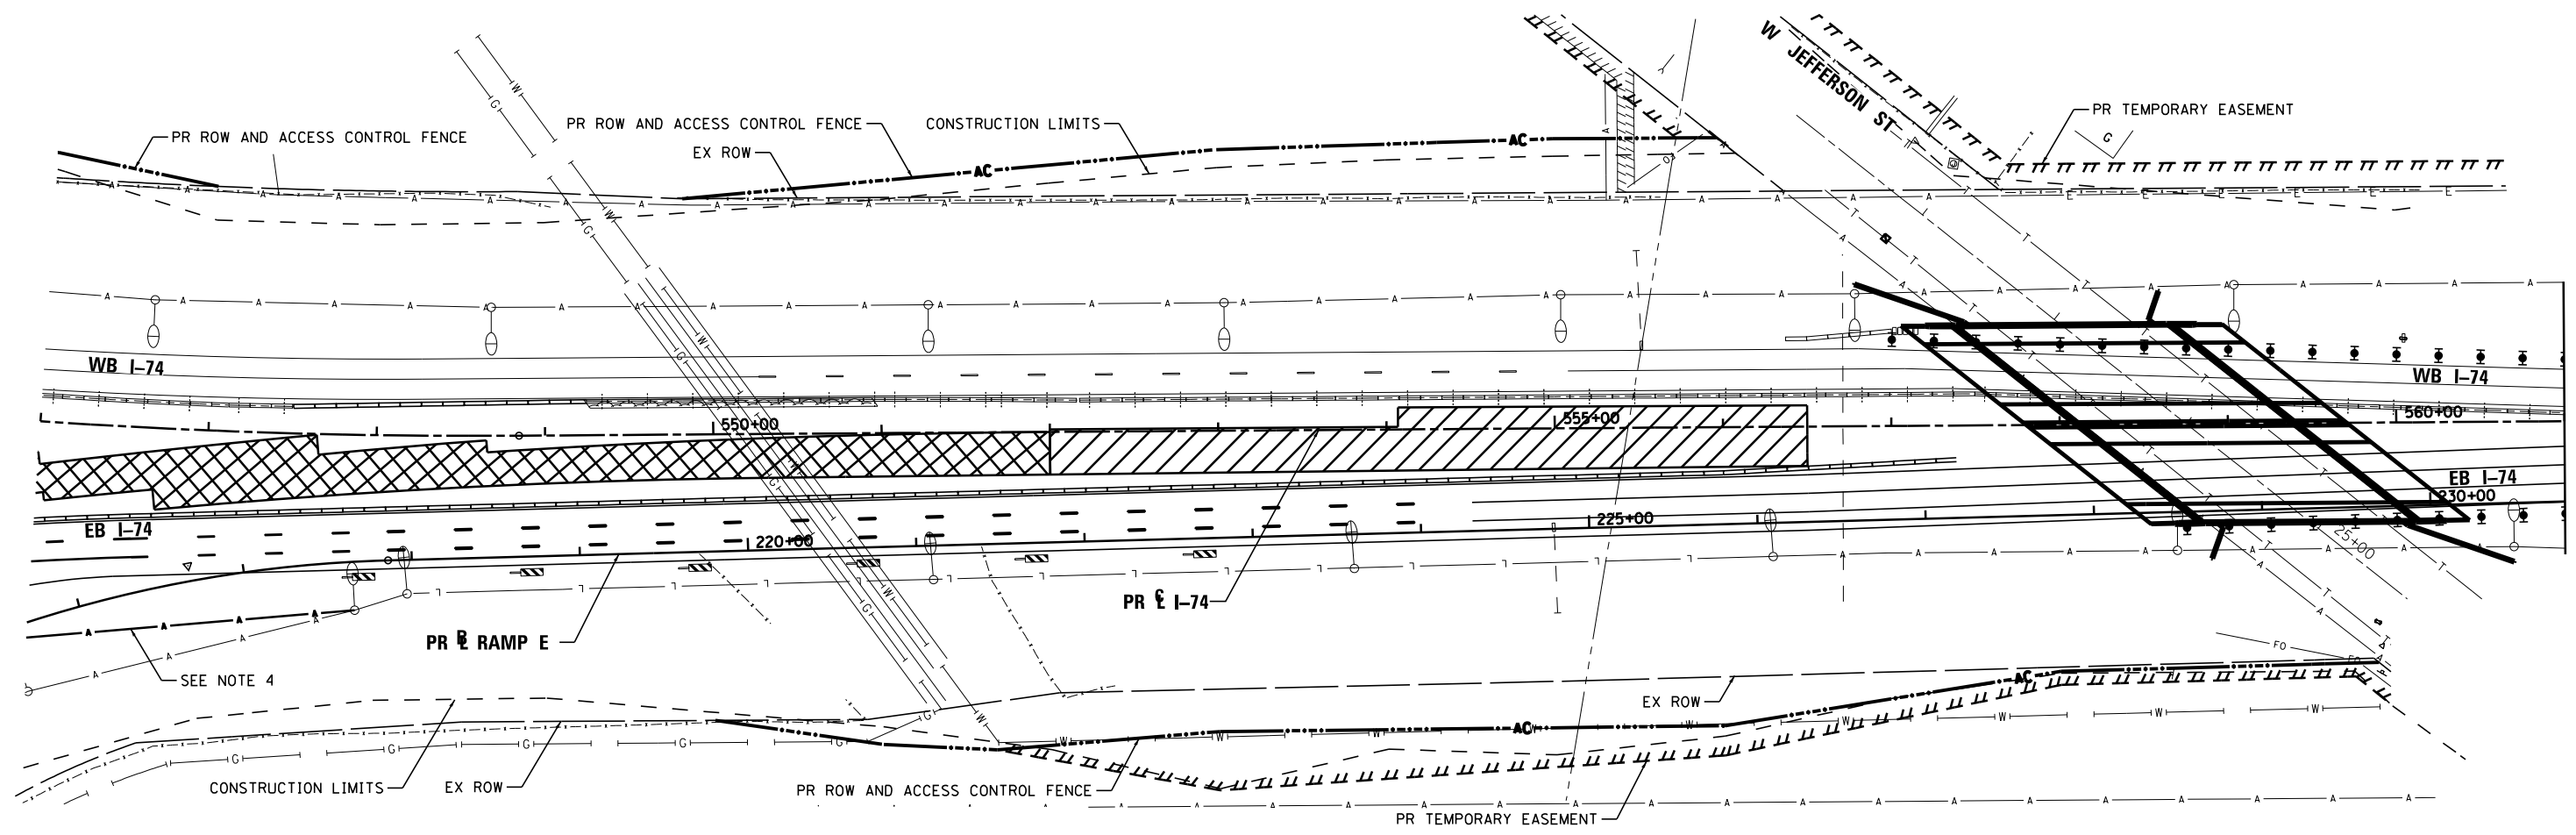 W JEFFERSON ST
PR TEMPORARY EASEMENT
PR ROW AND ACCESS CONTROL FENCE
PR ROW AND ACCESS CONTROL FENCE
CONSTRUCTION LIMITS
EX ROW
AC
AC
WB I-74
WB I-74
550+00
555+00
560+00
EB I-74
EB I-74
220+00
225+00
230+00
25+00
PR ℄ I-74
PR B̲L RAMP E
SEE NOTE 4
EX ROW
AC
AC
CONSTRUCTION LIMITS
EX ROW
PR ROW AND ACCESS CONTROL FENCE
PR TEMPORARY EASEMENT